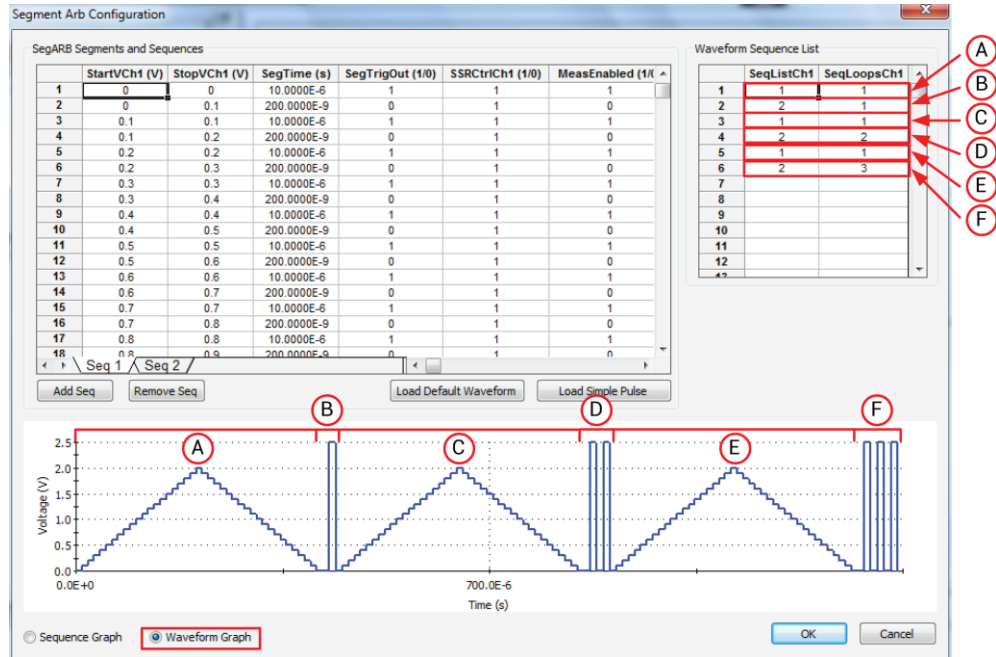 Segment Arb Configuration
SegARB Segments and Sequences
StartVCh1 (V) StopVCh1 (V) SegTime (s) SegTrigOut (1/0) SSRCtrlCh1 (1/0) MeasEnabled (1/(
1 0 0 10.0000E-6 1 1 1
2 0 0.1 200.0000E-9 0 1 0
3 0.1 0.1 10.0000E-6 1 1 1
4 0.1 0.2 200.0000E-9 0 1 0
5 0.2 0.2 10.0000E-6 1 1 1
6 0.2 0.3 200.0000E-9 0 1 0
7 0.3 0.3 10.0000E-6 1 1 1
8 0.3 0.4 200.0000E-9 0 1 0
9 0.4 0.4 10.0000E-6 1 1 1
10 0.4 0.5 200.0000E-9 0 1 0
11 0.5 0.5 10.0000E-6 1 1 1
12 0.5 0.6 200.0000E-9 0 1 0
13 0.6 0.6 10.0000E-6 1 1 1
14 0.6 0.7 200.0000E-9 0 1 0
15 0.7 0.7 10.0000E-6 1 1 1
16 0.7 0.8 200.0000E-9 0 1 0
17 0.8 0.8 10.0000E-6 1 1 1
18 0.8 0.9 200.0000E-9 0 1 0
Seq 1 Seq 2
Add Seq Remove Seq Load Default Waveform Load Simple Pulse
Waveform Sequence List
SeqListCh1 SeqLoopsCh1
1 1 1
2 2 1
3 1 1
4 2 2
5 1 1
6 2 3
7
8
9
10
11
12
13
A
B
C
D
E
F
B D F
A C E
2.5
2.0
1.5
1.0
0.5
0.0
Voltage (V)
0.0E+0 700.0E-6
Time (s)
Sequence Graph Waveform Graph OK Cancel